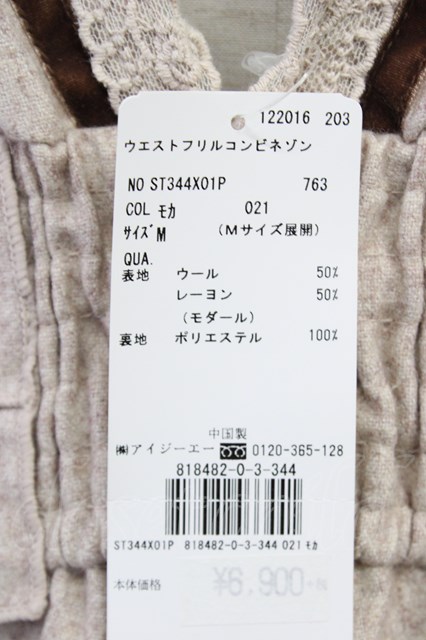 122016 203
ウエストフリルコンビネゾン
NO ST344X01P 763
COL モカ 021
サイズ M (Mサイズ展開)
QUA.
表地 ウール 50%
レーヨン 50%
(モダール)
裏地 ポリエステル 100%
中国製
㈱アイジーエー 0120-365-128
818482-0-3-344
ST344X01P 818482-0-3-344 021 モカ
本体価格 ¥6,900+税